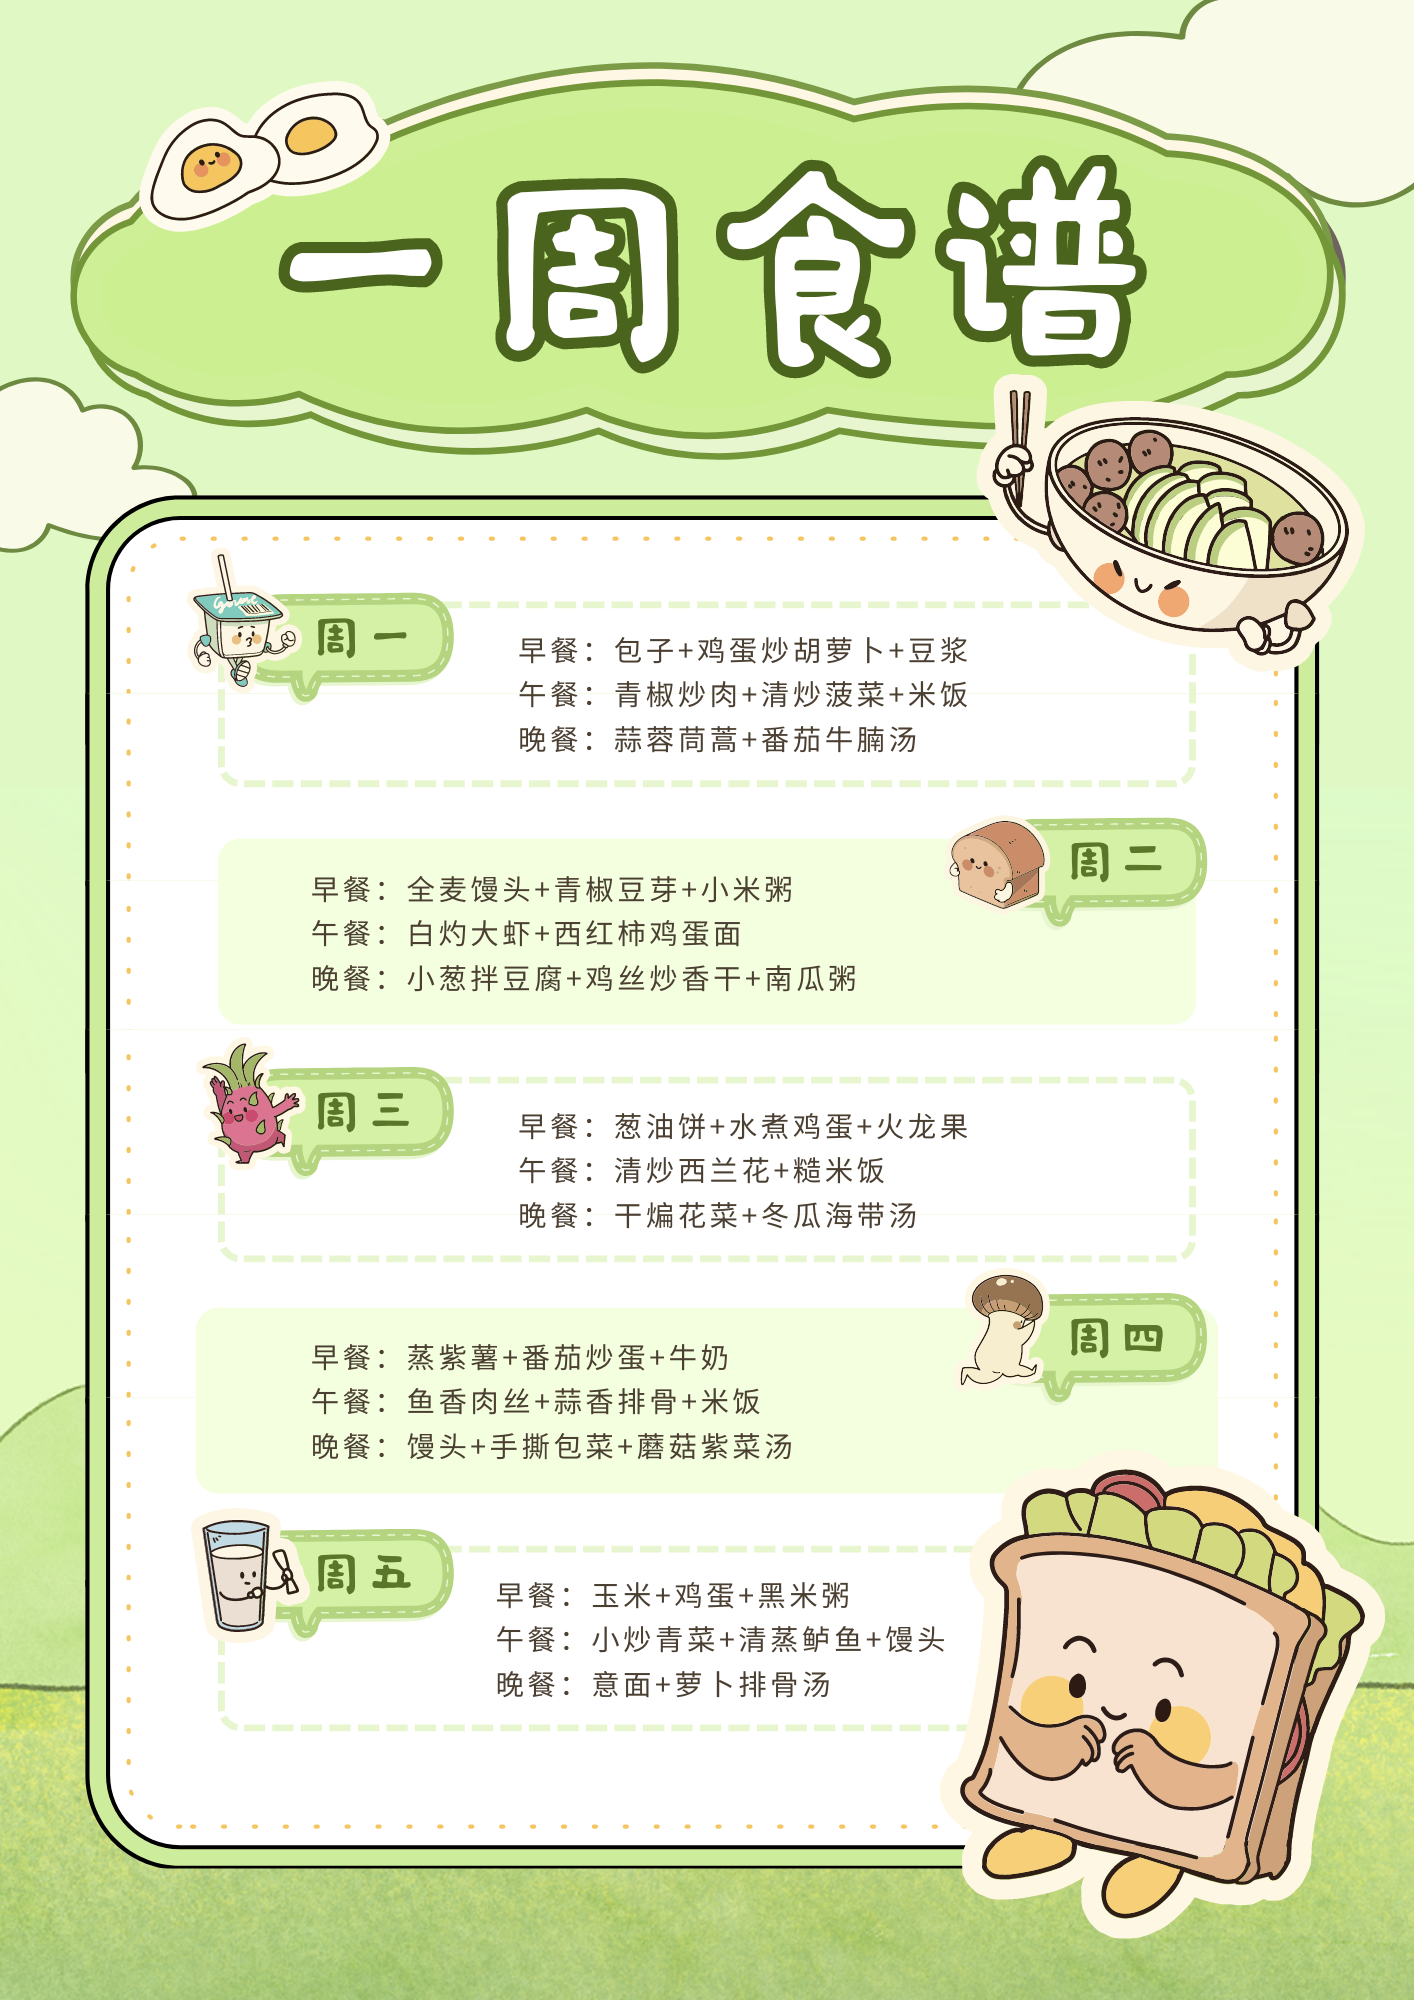 一周食谱
周一
早餐：包子+鸡蛋炒胡萝卜+豆浆
午餐：青椒炒肉+清炒菠菜+米饭
晚餐：蒜蓉茼蒿+番茄牛腩汤
周二
早餐：全麦馒头+青椒豆芽+小米粥
午餐：白灼大虾+西红柿鸡蛋面
晚餐：小葱拌豆腐+鸡丝炒香干+南瓜粥
周三
早餐：葱油饼+水煮鸡蛋+火龙果
午餐：清炒西兰花+糙米饭
晚餐：干煸花菜+冬瓜海带汤
周四
早餐：蒸紫薯+番茄炒蛋+牛奶
午餐：鱼香肉丝+蒜香排骨+米饭
晚餐：馒头+手撕包菜+蘑菇紫菜汤
周五
早餐：玉米+鸡蛋+黑米粥
午餐：小炒青菜+清蒸鲈鱼+馒头
晚餐：意面+萝卜排骨汤